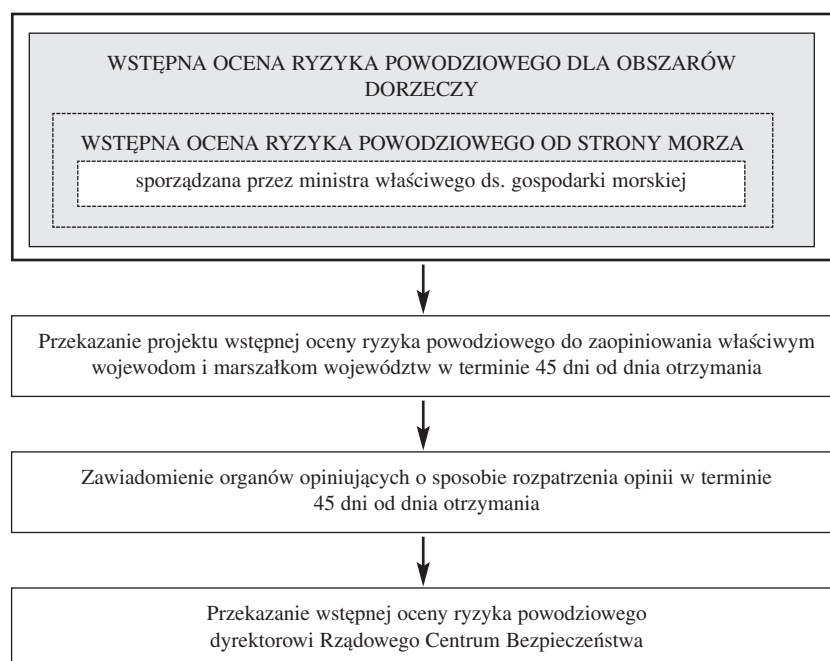 WSTĘPNA OCENA RYZYKA POWODZIOWEGO DLA OBSZARÓW
DORZECZY
WSTĘPNA OCENA RYZYKA POWODZIOWEGO OD STRONY MORZA
sporządzana przez ministra właściwego ds. gospodarki morskiej
Przekazanie projektu wstępnej oceny ryzyka powodziowego do zaopiniowania właściwym
wojewodom i marszałkom województw w terminie 45 dni od dnia otrzymania
Zawiadomienie organów opiniujących o sposobie rozpatrzenia opinii w terminie
45 dni od dnia otrzymania
Przekazanie wstępnej oceny ryzyka powodziowego
dyrektorowi Rządowego Centrum Bezpieczeństwa